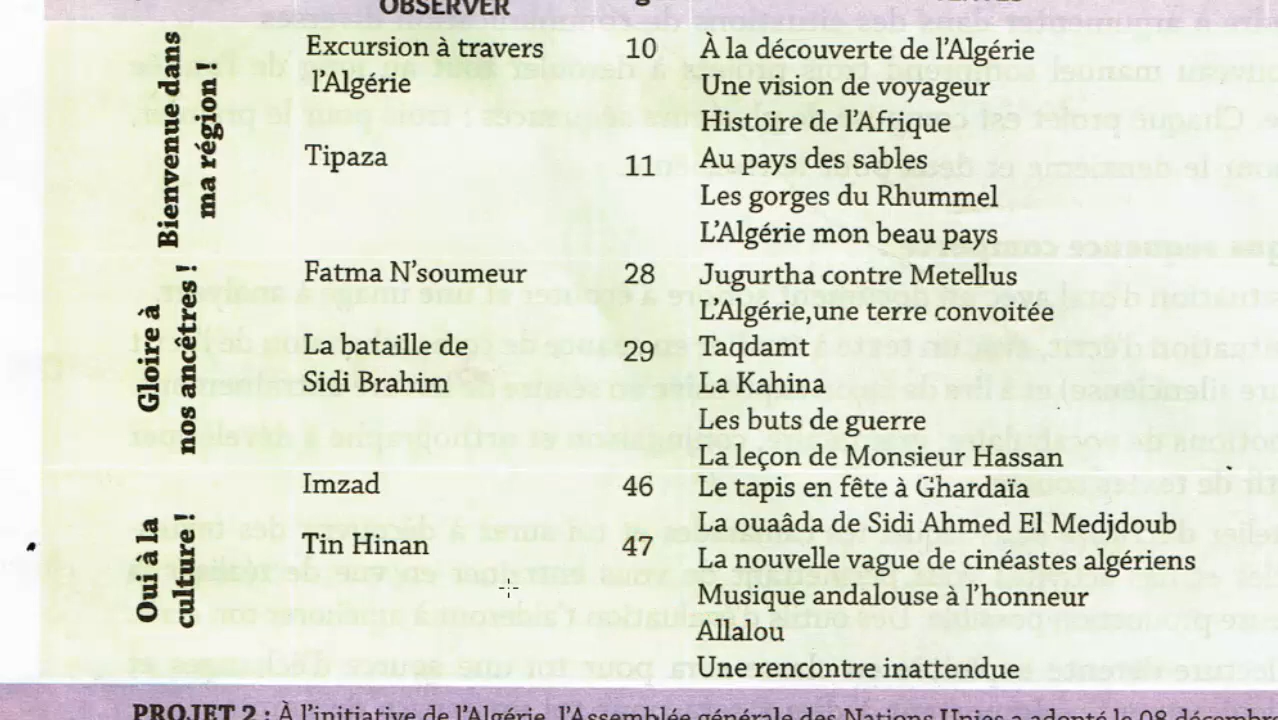 OBSERVER
Bienvenue dans
ma région !
Excursion à travers 10 À la découverte de l'Algérie
l'Algérie Une vision de voyageur
Histoire de l'Afrique
Tipaza 11 Au pays des sables
Les gorges du Rhummel
L'Algérie mon beau pays
Gloire à
nos ancêtres !
Fatma N'soumeur 28 Jugurtha contre Metellus
L'Algérie,une terre convoitée
La bataille de 29 Taqdamt
Sidi Brahim La Kahina
Les buts de guerre
La leçon de Monsieur Hassan
Oui à la
culture !
Imzad 46 Le tapis en fête à Ghardaïa
La ouaâda de Sidi Ahmed El Medjdoub
Tin Hinan 47 La nouvelle vague de cinéastes algériens
Musique andalouse à l'honneur
Allalou
Une rencontre inattendue
PROJET 2 : À l'initiative de l'Algérie, l'Assemblée générale des Nations Unies a adopté le 08 décembre